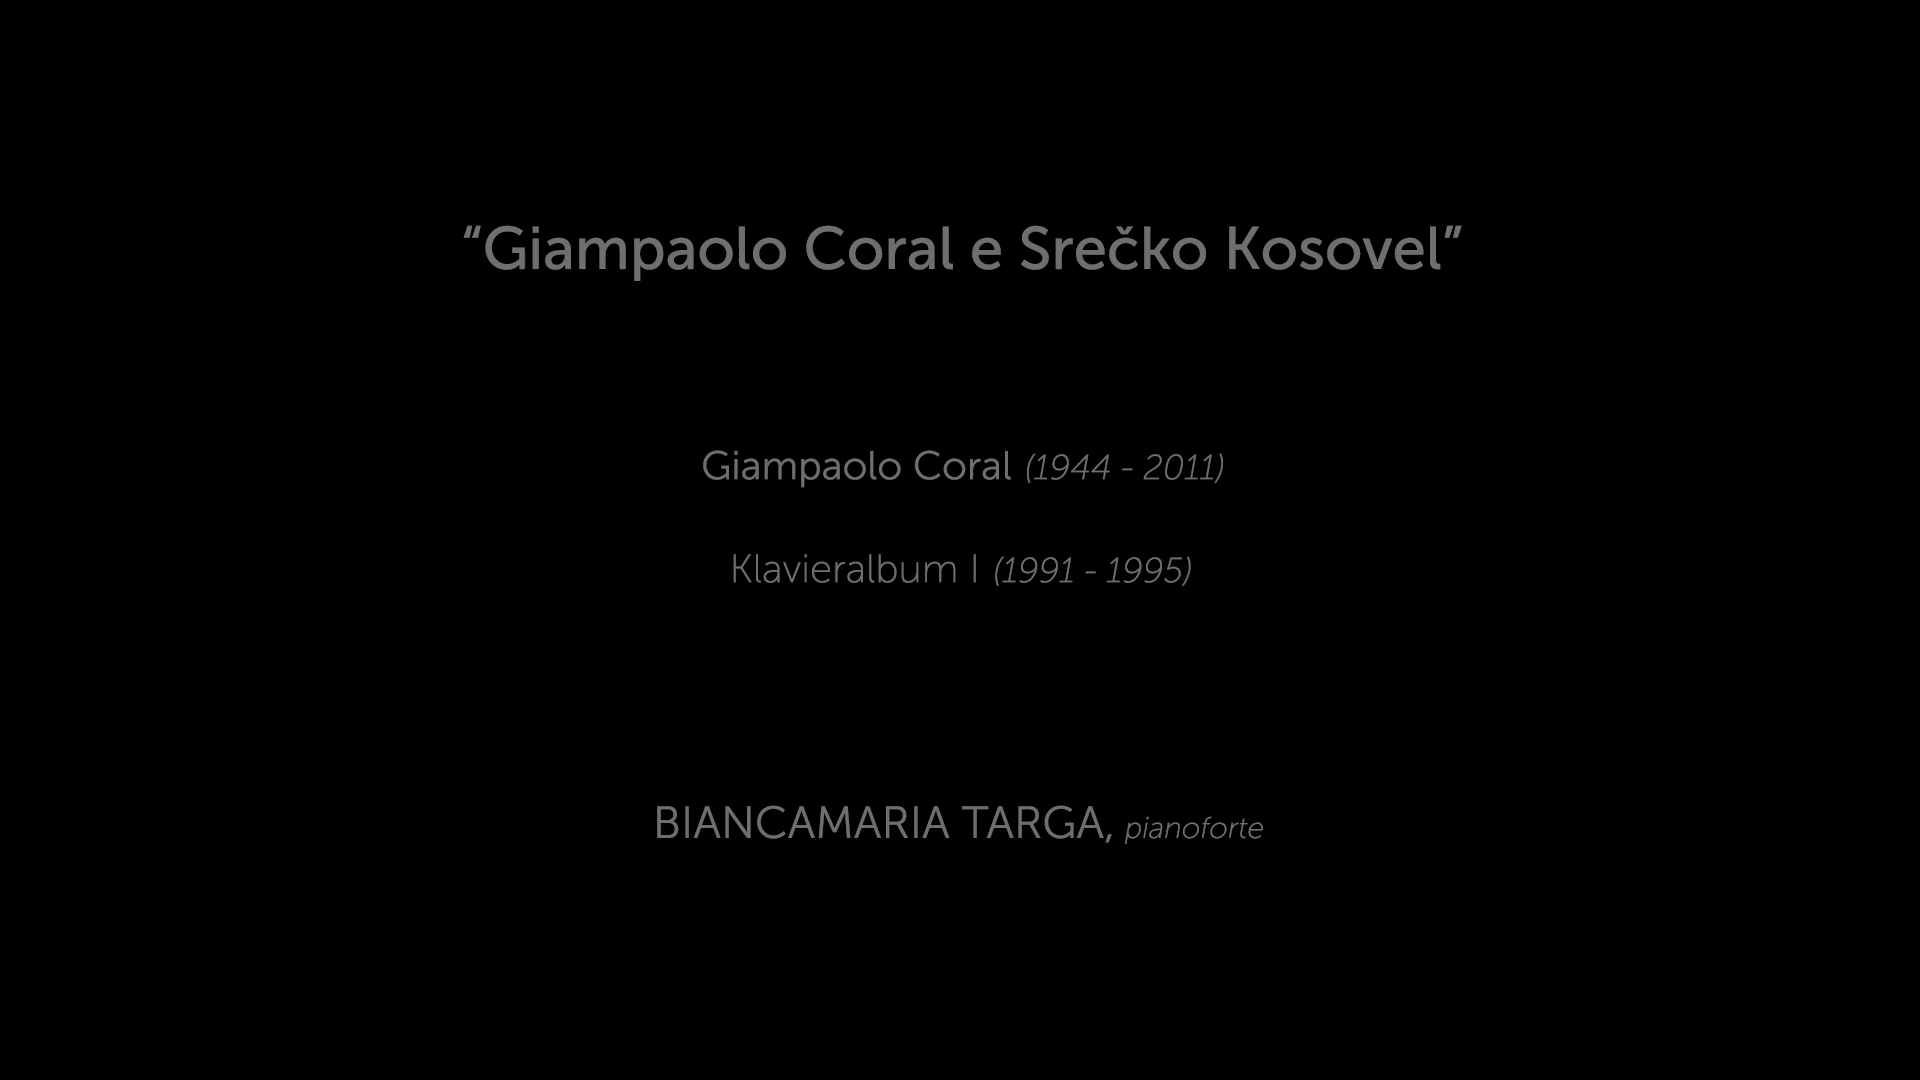 “Giampaolo Coral e Srečko Kosovel”
Giampaolo Coral (1944 - 2011)
Klavieralbum I (1991 - 1995)
BIANCAMARIA TARGA, pianoforte